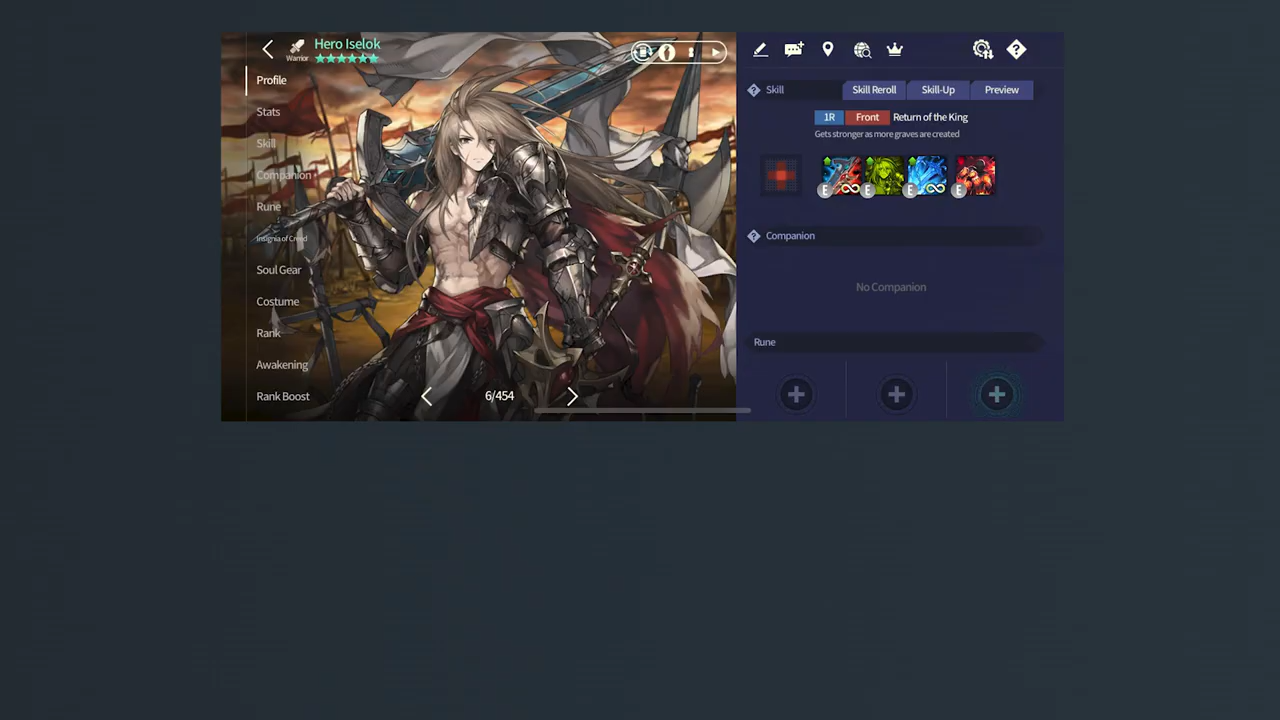 Hero Iselok
Warrior
Profile
Stats
Skill
Companion
Rune
Insignia of Creed
Soul Gear
Costume
Rank
Awakening
Rank Boost
6/454
Skill
Skill Reroll
Skill-Up
Preview
1R Front Return of the King
Gets stronger as more graves are created
E E E E
Companion
No Companion
Rune